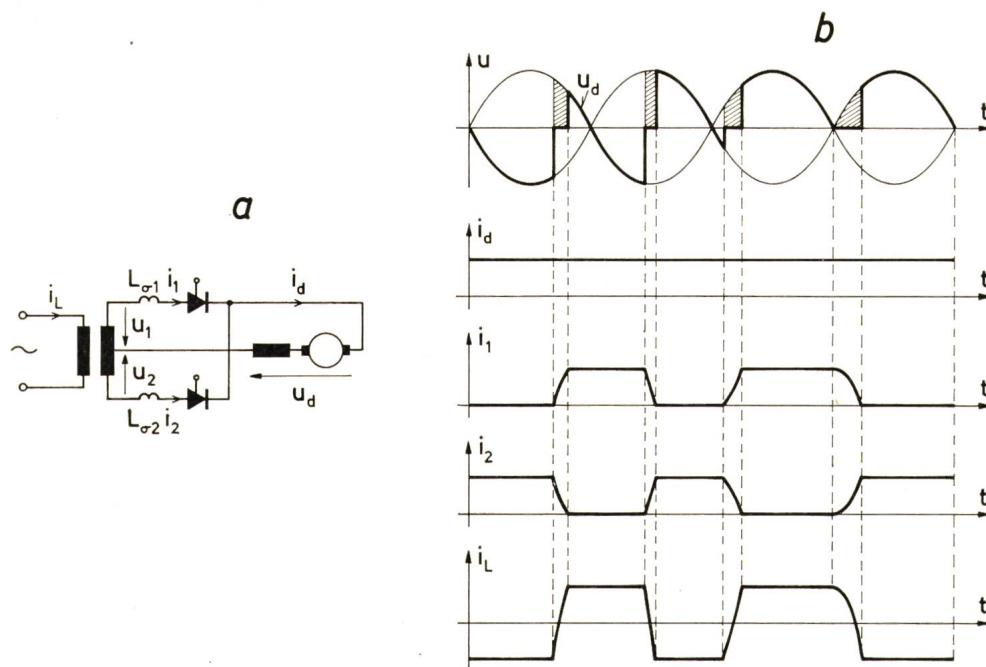 a
i_L
L_σ1 i_1
i_d
u_1
u_2
L_σ2 i_2
u_d
b
u
u_d
t
i_d
t
i_1
t
i_2
t
i_L
t